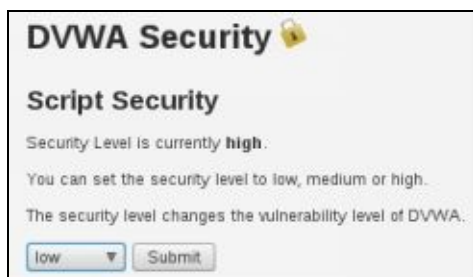 DVWA Security
Script Security
Security Level is currently high.
You can set the security level to low, medium or high.
The security level changes the vulnerability level of DVWA.
low Submit